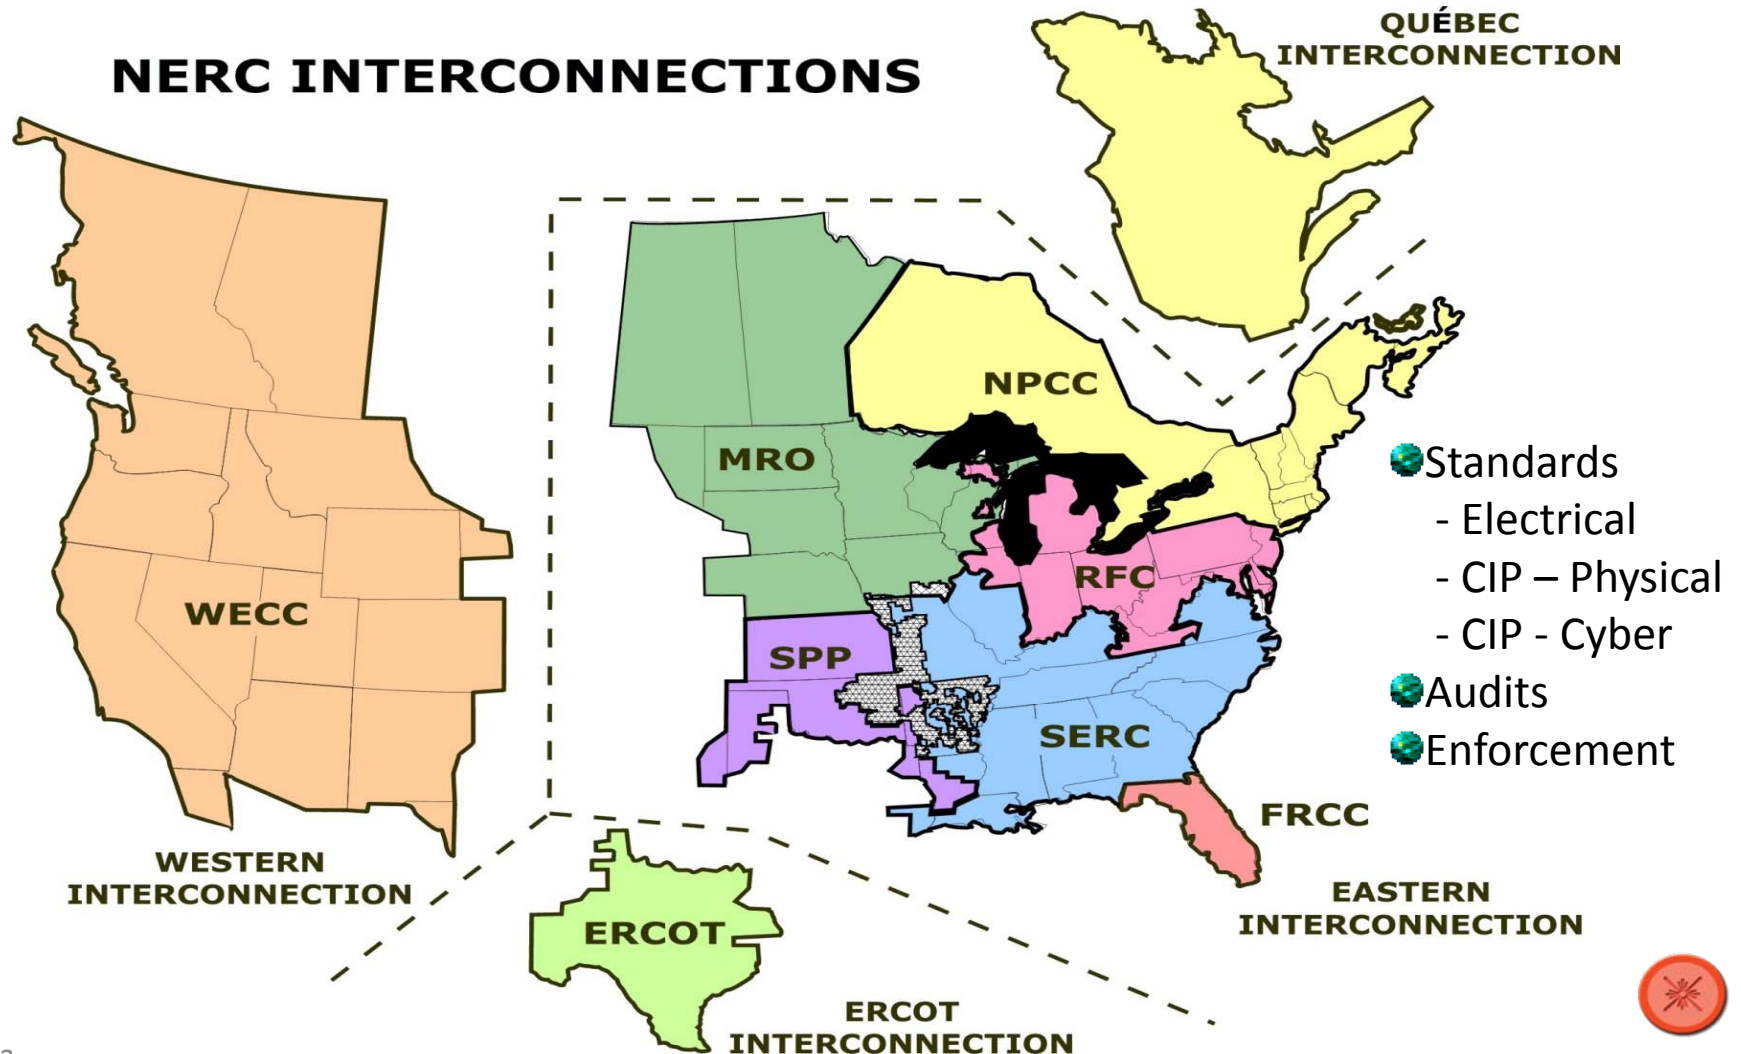 QUÉBEC
INTERCONNECTION
NERC INTERCONNECTIONS
NPCC
MRO
Standards
- Electrical
- CIP – Physical
- CIP - Cyber
Audits
Enforcement
RFC
WECC
SPP
SERC
FRCC
WESTERN
INTERCONNECTION
EASTERN
INTERCONNECTION
ERCOT
ERCOT
INTERCONNECTION